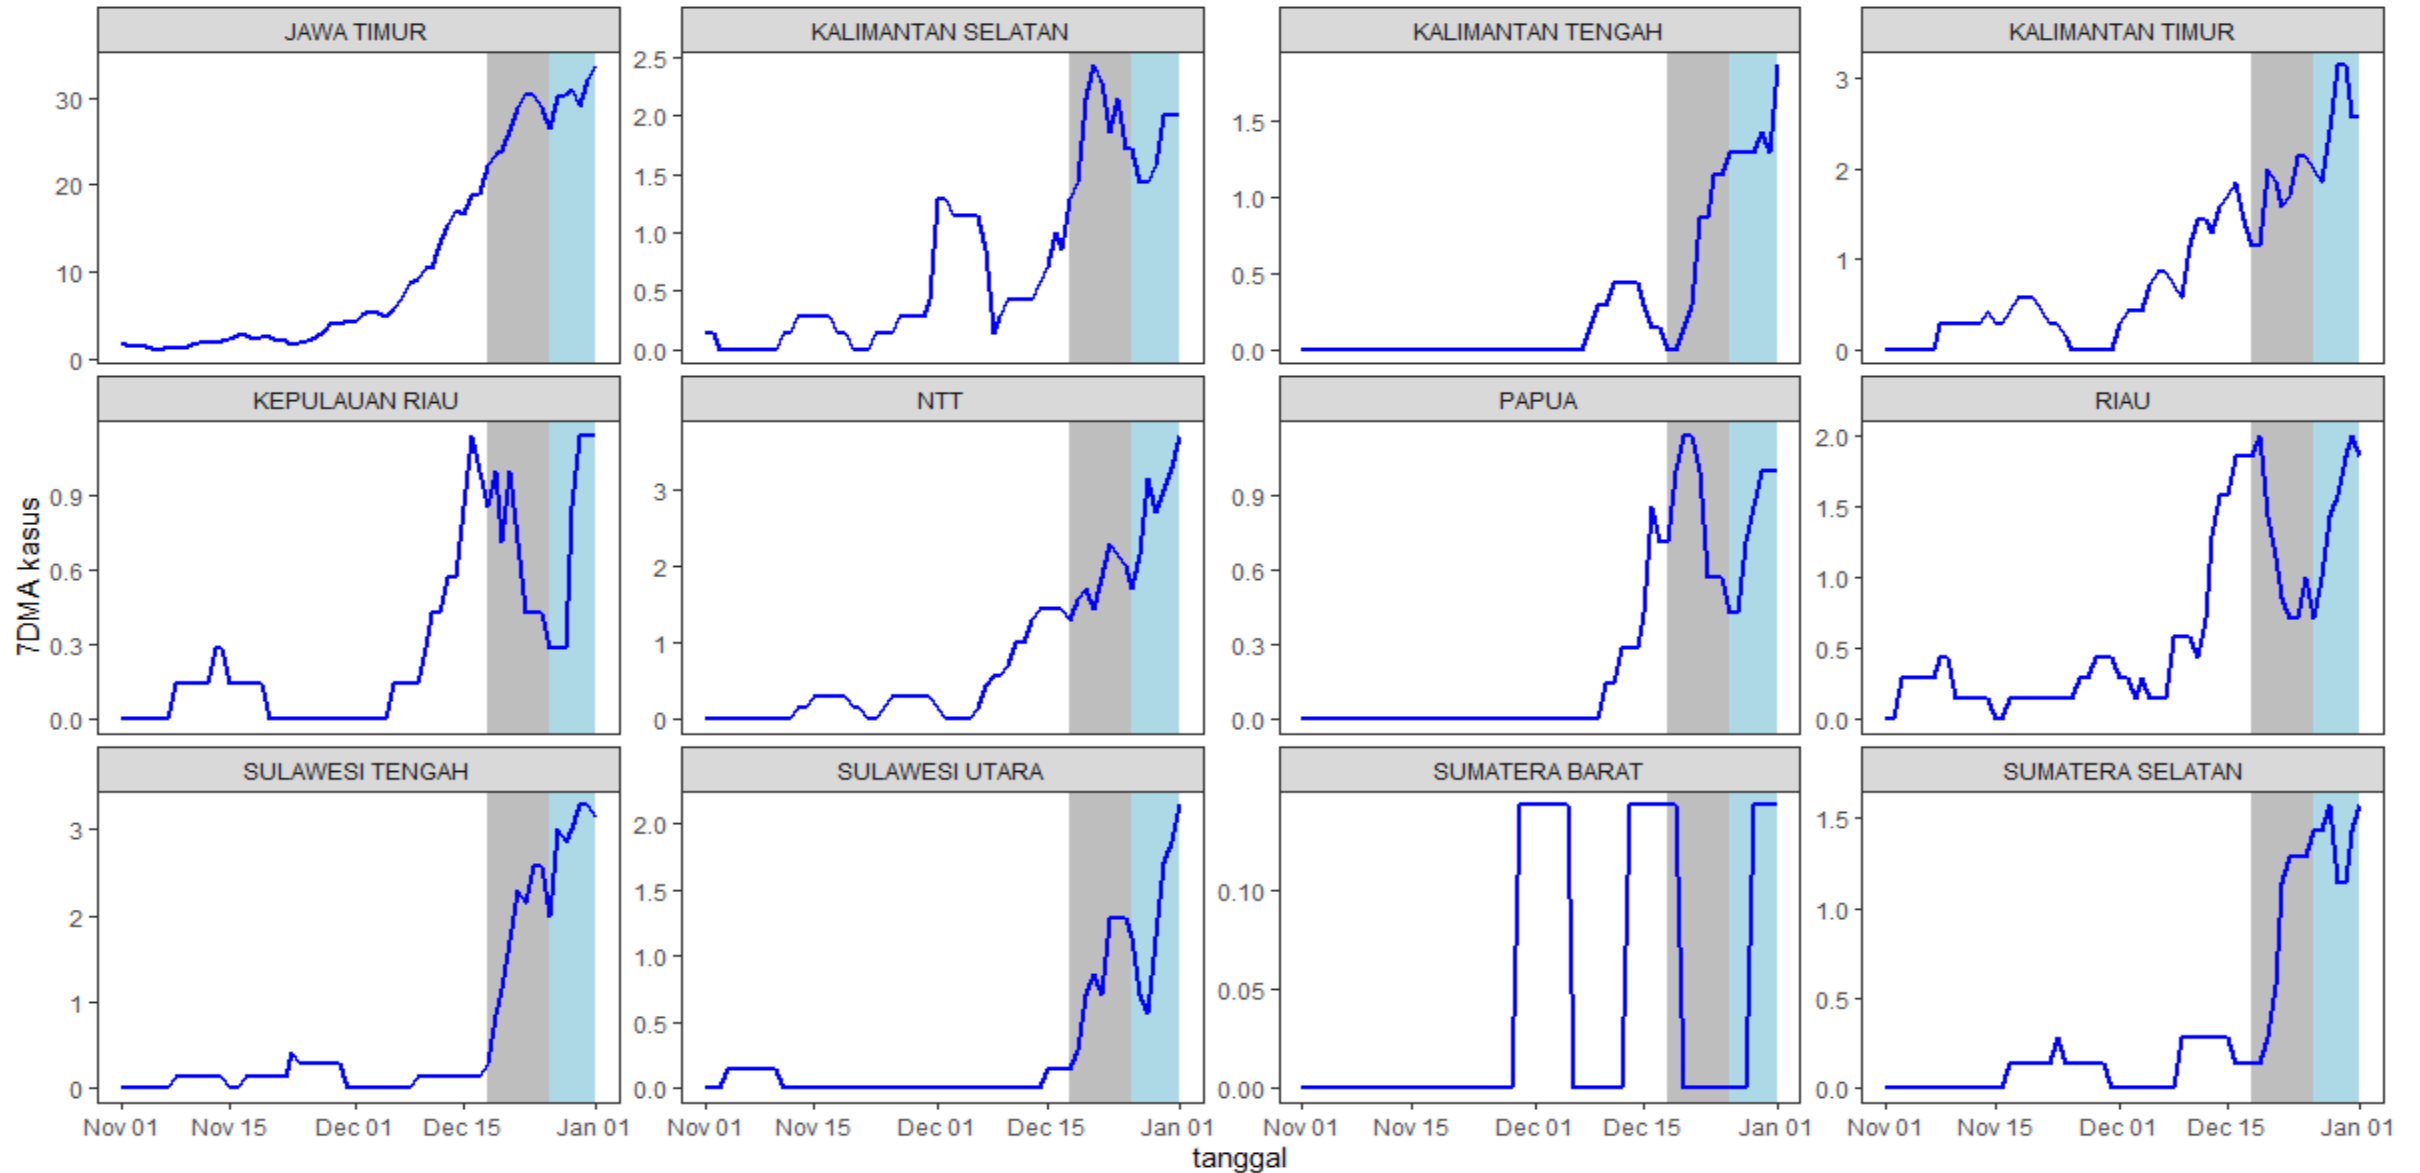 JAWA TIMUR
KALIMANTAN SELATAN
KALIMANTAN TENGAH
KALIMANTAN TIMUR
30
20
10
0
2.5
2.0
1.5
1.0
0.5
0.0
1.5
1.0
0.5
0.0
3
2
1
0
KEPULAUAN RIAU
NTT
PAPUA
RIAU
7DMA kasus
0.9
0.6
0.3
0.0
3
2
1
0
0.9
0.6
0.3
0.0
2.0
1.5
1.0
0.5
0.0
SULAWESI TENGAH
SULAWESI UTARA
SUMATERA BARAT
SUMATERA SELATAN
3
2
1
0
2.0
1.5
1.0
0.5
0.0
0.10
0.05
0.00
1.5
1.0
0.5
0.0
Nov 01 Nov 15 Dec 01 Dec 15 Jan 01
Nov 01 Nov 15 Dec 01 Dec 15 Jan 01
Nov 01 Nov 15 Dec 01 Dec 15 Jan 01
Nov 01 Nov 15 Dec 01 Dec 15 Jan 01
tanggal